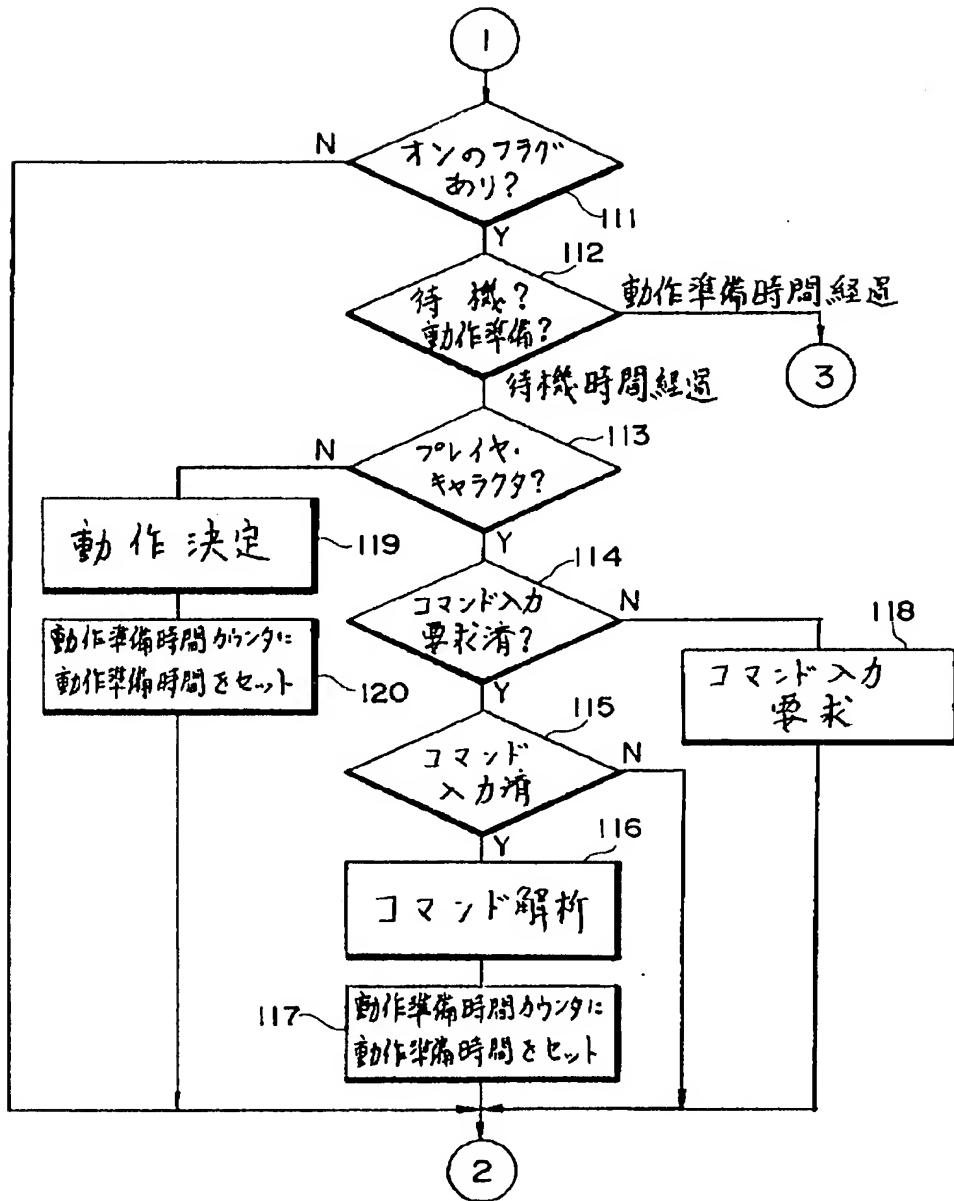 1
N
オンのフラグ
あり?
111
Y
112
待機?
動作準備?
動作準備時間経過
3
待機時間経過
113
N
プレイヤ・
キャラクタ?
Y
動作決定
119
114
コマンド入力
要求済?
N
118
コマンド入力
要求
動作準備時間カウンタに
動作準備時間をセット
120
Y
115
コマンド
入力済
N
Y
116
コマンド解析
117
動作準備時間カウンタに
動作準備時間をセット
2